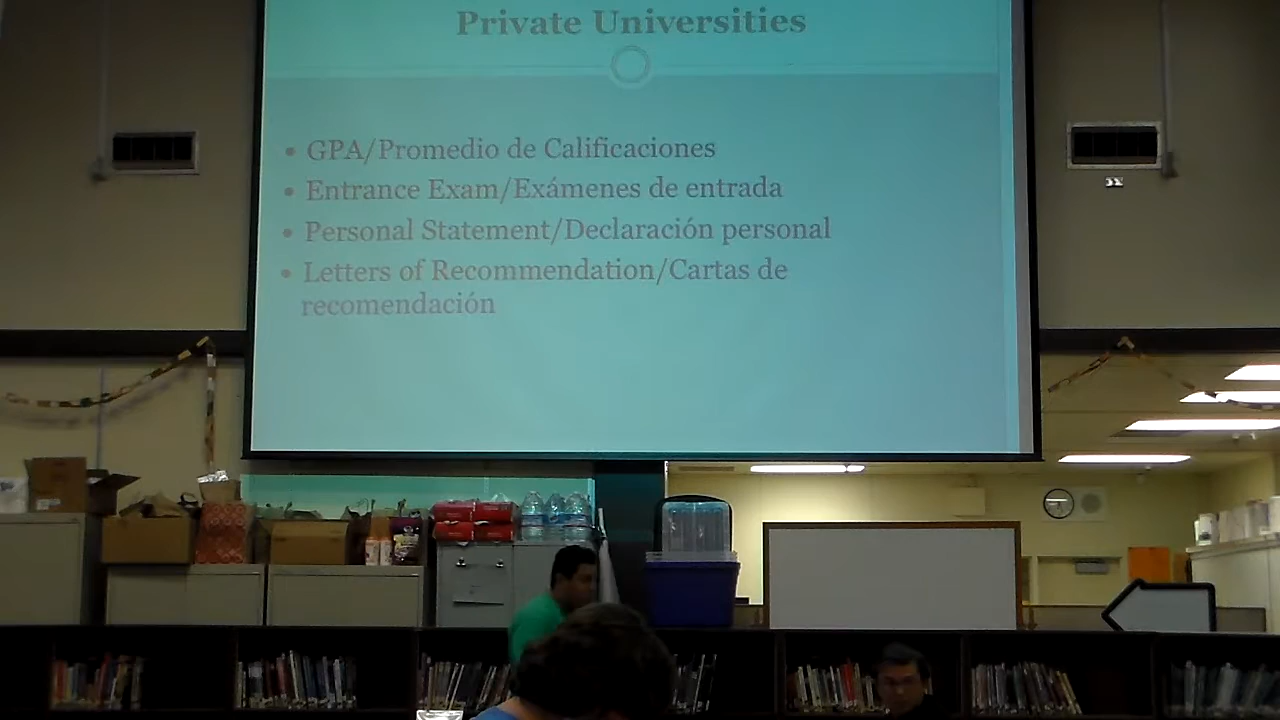 Private Universities
• GPA/Promedio de Calificaciones
• Entrance Exam/Exámenes de entrada
• Personal Statement/Declaración personal
• Letters of Recommendation/Cartas de
recomendación